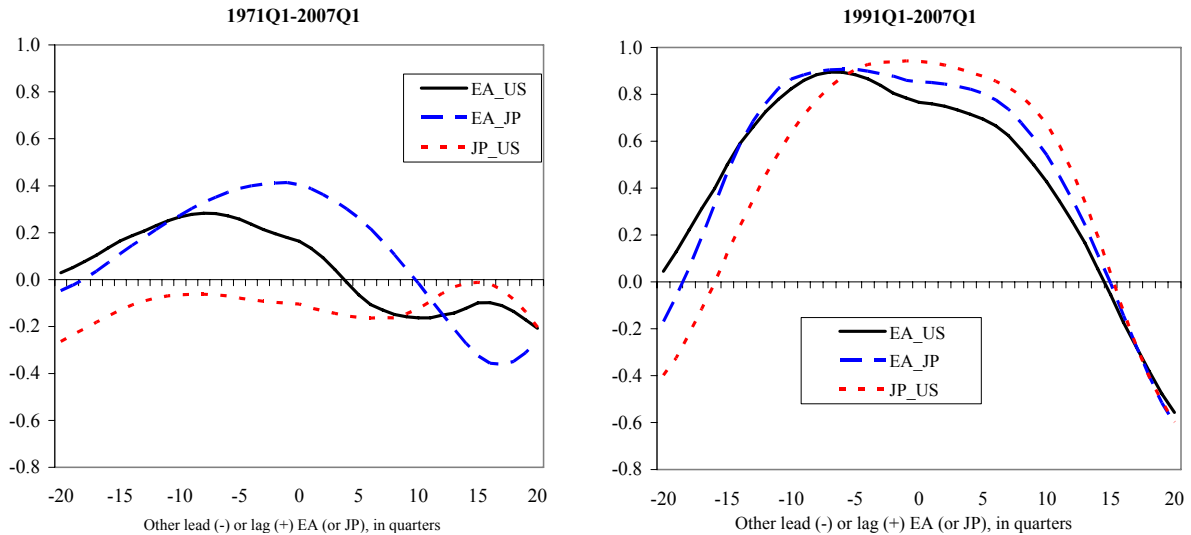 1971Q1-2007Q1
1.0
0.8
0.6
0.4
0.2
0.0
-0.2
-0.4
-0.6
-0.8
EA_US
EA_JP
JP_US
-20 -15 -10 -5 0 5 10 15 20
Other lead (-) or lag (+) EA (or JP), in quarters
1991Q1-2007Q1
1.0
0.8
0.6
0.4
0.2
0.0
-0.2
-0.4
-0.6
-0.8
EA_US
EA_JP
JP_US
-20 -15 -10 -5 0 5 10 15 20
Other lead (-) or lag (+) EA (or JP), in quarters